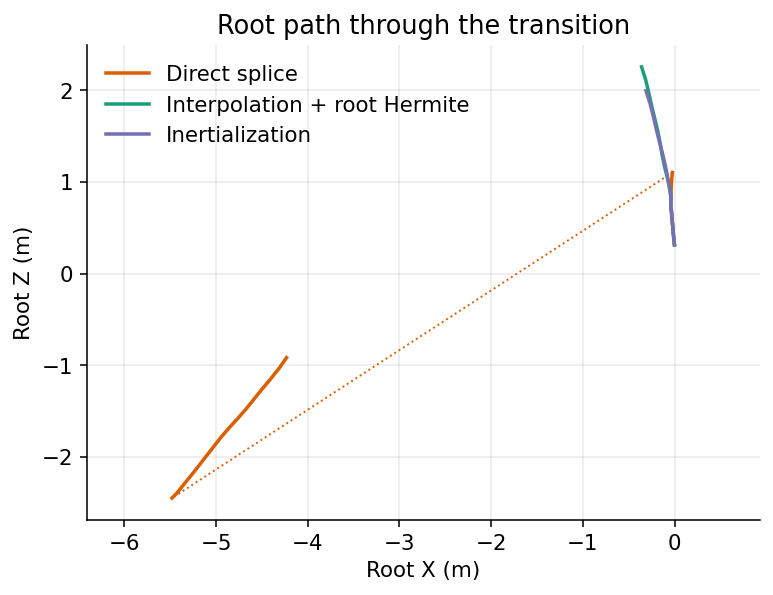 Root path through the transition
Direct splice
Interpolation + root Hermite
Inertialization
Root Z (m)
2
1
0
−1
−2
−6 −5 −4 −3 −2 −1 0
Root X (m)